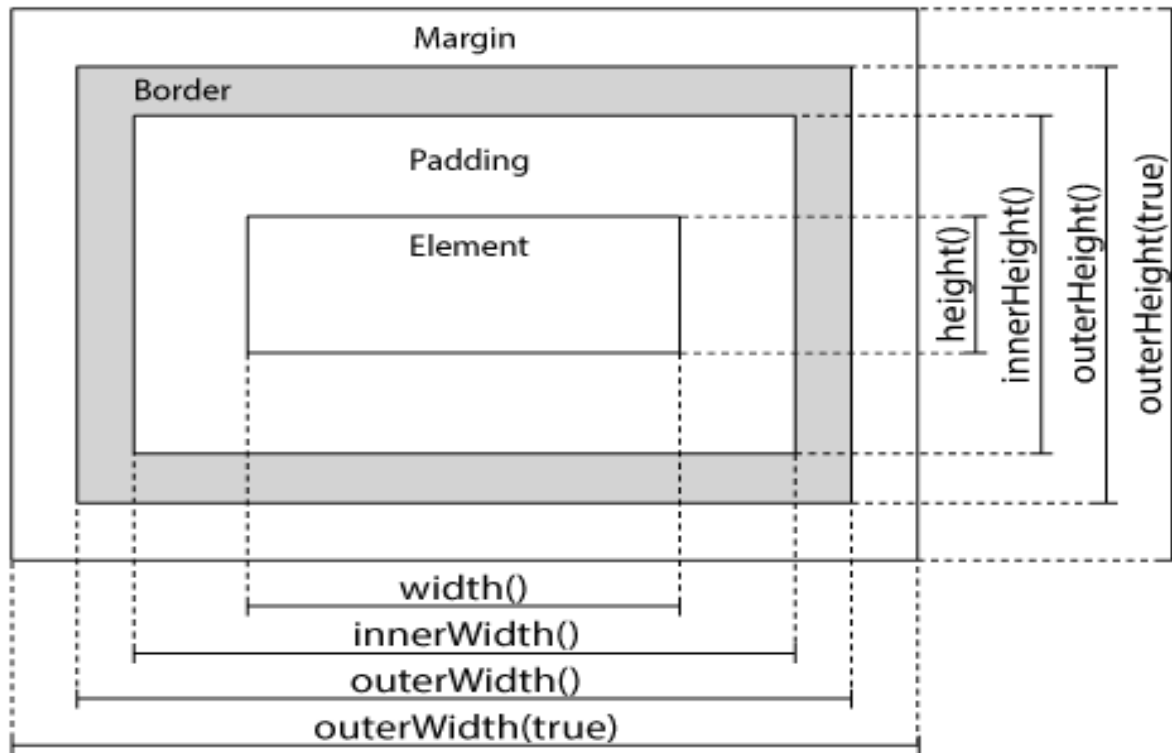 Margin
Border
Padding
Element
height()
innerHeight()
outerHeight()
outerHeight(true)
width()
innerWidth()
outerWidth()
outerWidth(true)